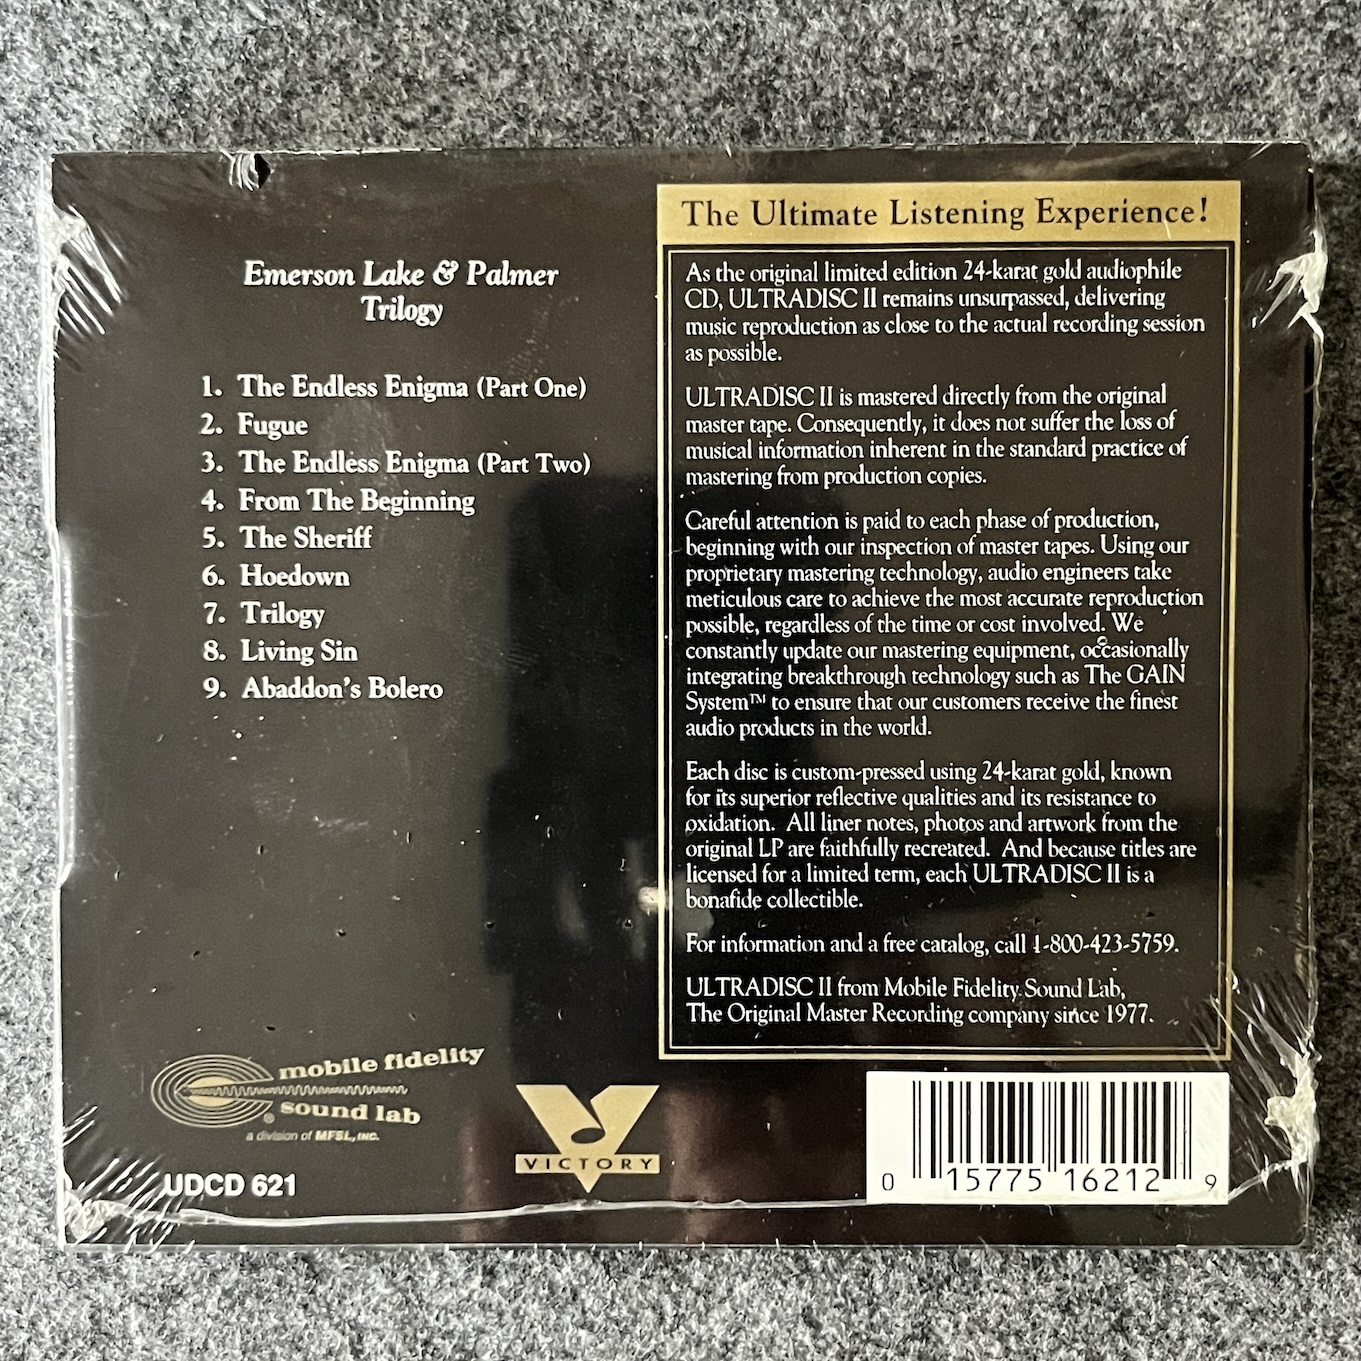 Emerson Lake & Palmer
Trilogy
1. The Endless Enigma (Part One)
2. Fugue
3. The Endless Enigma (Part Two)
4. From The Beginning
5. The Sheriff
6. Hoedown
7. Trilogy
8. Living Sin
9. Abaddon's Bolero
The Ultimate Listening Experience!
As the original limited edition 24-karat gold audiophile
CD, ULTRADISC II remains unsurpassed, delivering
music reproduction as close to the actual recording session
as possible.
ULTRADISC II is mastered directly from the original
master tape. Consequently, it does not suffer the loss of
musical information inherent in the standard practice of
mastering from production copies.
Careful attention is paid to each phase of production,
beginning with our inspection of master tapes. Using our
proprietary mastering technology, audio engineers take
meticulous care to achieve the most accurate reproduction
possible, regardless of the time or cost involved. We
constantly update our mastering equipment, occasionally
integrating breakthrough technology such as The GAIN
System™ to ensure that our customers receive the finest
audio products in the world.
Each disc is custom-pressed using 24-karat gold, known
for its superior reflective qualities and its resistance to
oxidation. All liner notes, photos and artwork from the
original LP are faithfully recreated. And because titles are
licensed for a limited term, each ULTRADISC II is a
bonafide collectible.
For information and a free catalog, call 1-800-423-5759.
ULTRADISC II from Mobile Fidelity Sound Lab,
The Original Master Recording company since 1977.
mobile fidelity
® sound lab
a division of MFSL, INC.
UDCD 621
VICTORY
0 15775 16212 9